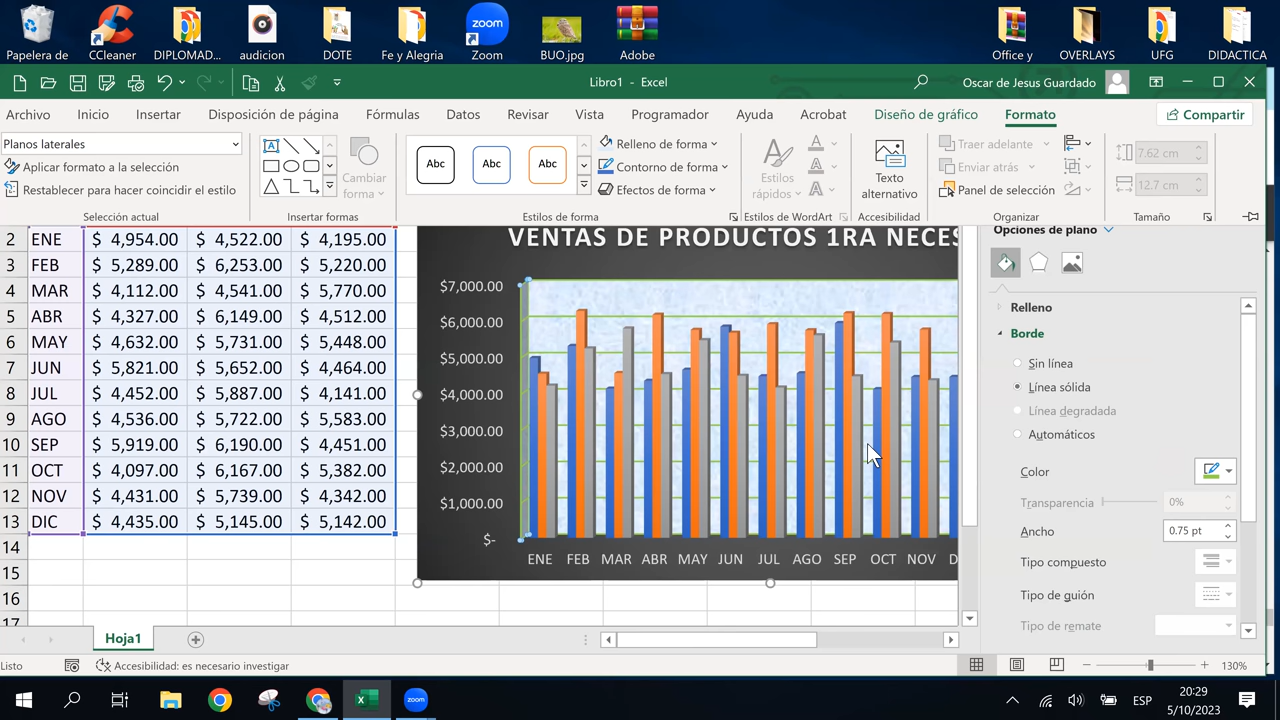 Papelera de
CCleaner
DIPLOMAD...
audicion
DOTE
Fe y Alegria
Zoom
BUO.jpg
Adobe
Office y
OVERLAYS
UFG
DIDACTICA
zoom
Libro1 - Excel
Oscar de Jesus Guardado
Archivo
Inicio
Insertar
Disposición de página
Fórmulas
Datos
Revisar
Vista
Programador
Ayuda
Acrobat
Diseño de gráfico
Formato
Compartir
Planos laterales
Aplicar formato a la selección
Restablecer para hacer coincidir el estilo
Selección actual
Cambiar
forma
Insertar formas
Abc
Abc
Abc
Relleno de forma
Contorno de forma
Efectos de forma
Estilos de forma
Estilos
rápidos
Estilos de WordArt
Texto
alternativo
Accesibilidad
Traer adelante
Enviar atrás
Panel de selección
Organizar
7.62 cm
12.7 cm
Tamaño
2 ENE $ 4,954.00 $ 4,522.00 $ 4,195.00
3 FEB $ 5,289.00 $ 6,253.00 $ 5,220.00
4 MAR $ 4,112.00 $ 4,541.00 $ 5,770.00
5 ABR $ 4,327.00 $ 6,149.00 $ 4,512.00
6 MAY $ 4,632.00 $ 5,731.00 $ 5,448.00
7 JUN $ 5,821.00 $ 5,652.00 $ 4,464.00
8 JUL $ 4,452.00 $ 5,887.00 $ 4,141.00
9 AGO $ 4,536.00 $ 5,722.00 $ 5,583.00
10 SEP $ 5,919.00 $ 6,190.00 $ 4,451.00
11 OCT $ 4,097.00 $ 6,167.00 $ 5,382.00
12 NOV $ 4,431.00 $ 5,739.00 $ 4,342.00
13 DIC $ 4,435.00 $ 5,145.00 $ 5,142.00
14
15
16
17
VENTAS DE PRODUCTOS 1RA NECES
$7,000.00
$6,000.00
$5,000.00
$4,000.00
$3,000.00
$2,000.00
$1,000.00
$-
ENE FEB MAR ABR MAY JUN JUL AGO SEP OCT NOV D
Opciones de plano
Relleno
Borde
Sin línea
Línea sólida
Línea degradada
Automáticos
Color
Transparencia
0%
Ancho
0.75 pt
Tipo compuesto
Tipo de guión
Tipo de remate
Hoja1
Listo
Accesibilidad: es necesario investigar
130%
zoom
ESP
20:29
5/10/2023